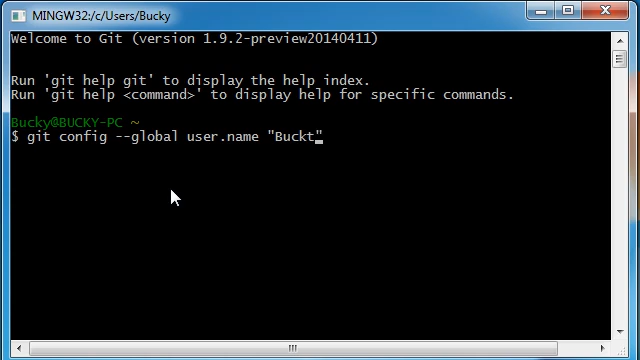 MINGW32:/c/Users/Bucky
Welcome to Git (version 1.9.2-preview20140411)
Run 'git help git' to display the help index.
Run 'git help <command>' to display help for specific commands.
Bucky@BUCKY-PC ~
$ git config --global user.name "Buckt"